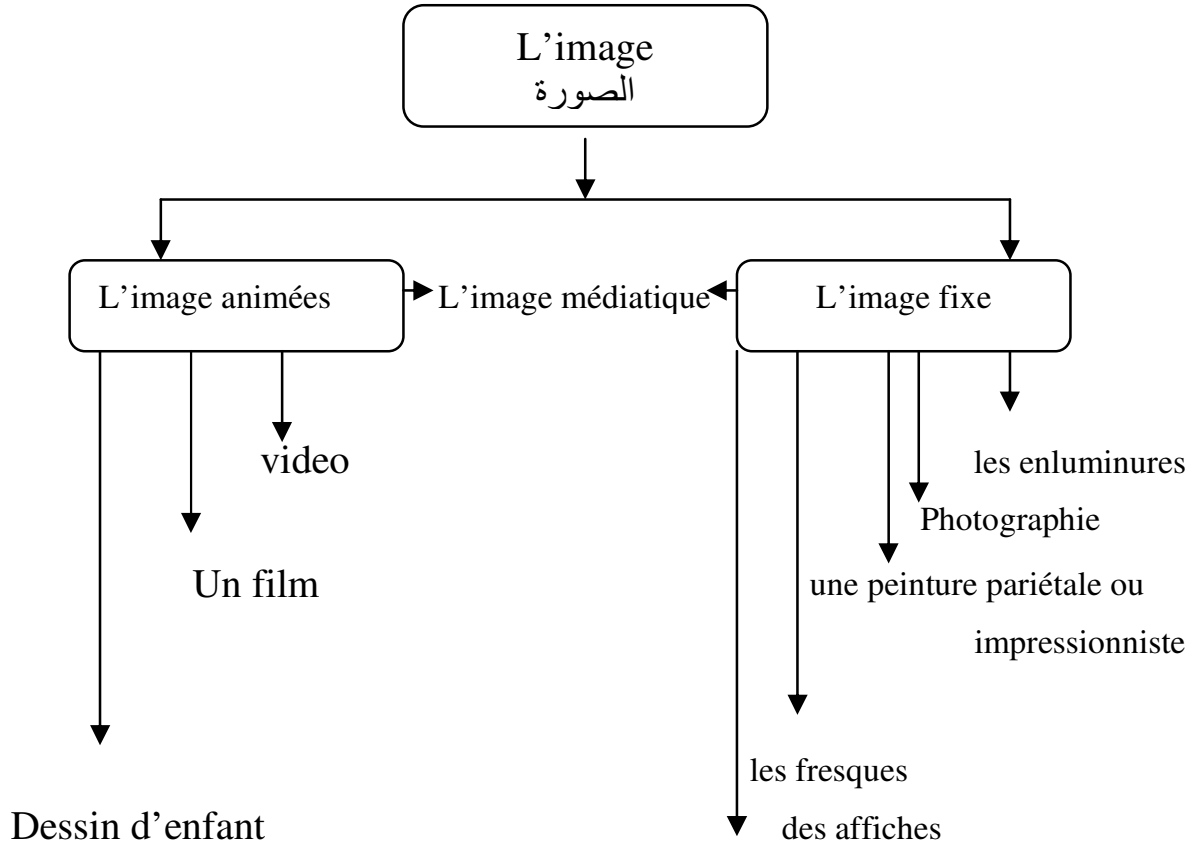 L’image
الصورة
L’image animées
L’image médiatique
L’image fixe
video
les enluminures
Photographie
Un film
une peinture pariétale ou
impressionniste
les fresques
Dessin d’enfant
des affiches